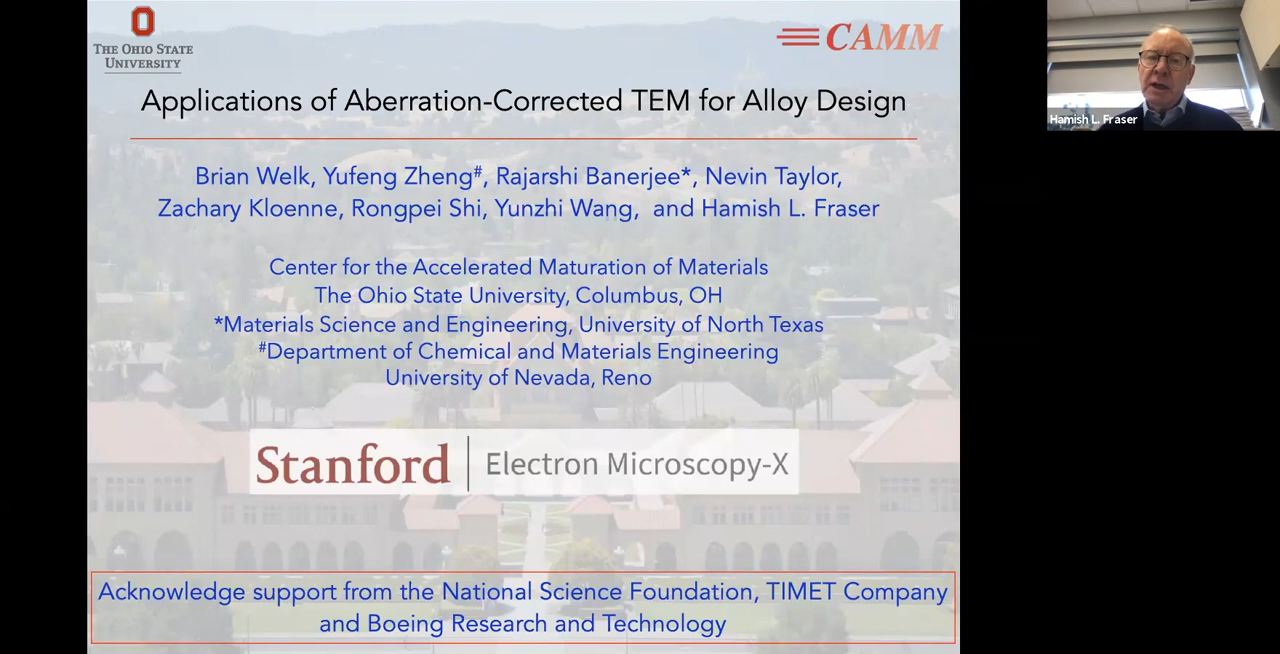 THE OHIO STATE
UNIVERSITY
CAMM
Applications of Aberration-Corrected TEM for Alloy Design
Brian Welk, Yufeng Zheng#, Rajarshi Banerjee*, Nevin Taylor,
Zachary Kloenne, Rongpei Shi, Yunzhi Wang, and Hamish L. Fraser
Center for the Accelerated Maturation of Materials
The Ohio State University, Columbus, OH
*Materials Science and Engineering, University of North Texas
#Department of Chemical and Materials Engineering
University of Nevada, Reno
Stanford | Electron Microscopy-X
Acknowledge support from the National Science Foundation, TIMET Company
and Boeing Research and Technology
Hamish L. Fraser